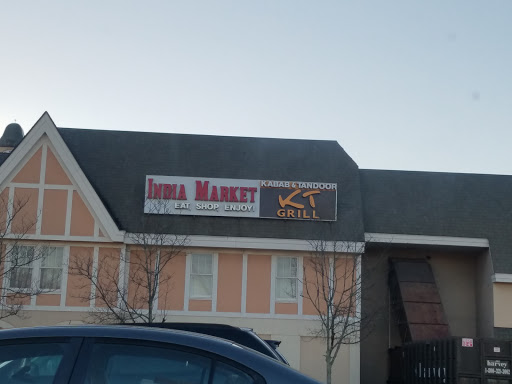 INDIA MARKET
EAT SHOP ENJOY!
KABAB & TANDOOR
KT
GRILL